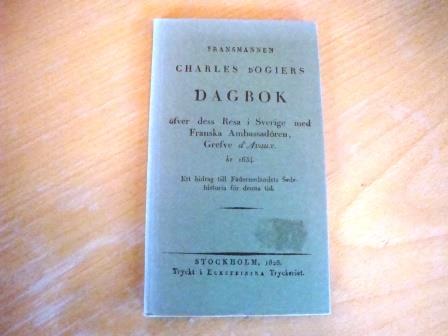 FRANSMANNEN
CHARLES D'OGIERS
DAGBOK
öfver dess Resa i Sverige med
Franska Ambassadören,
Grefve d'Avaux.
år 1634.
Ett bidrag till Fäderneslandets Sede-
historia för denna tid.
STOCKHOLM, 1828.
Tryckt i ECKSTEINSKA Tryckeriet.